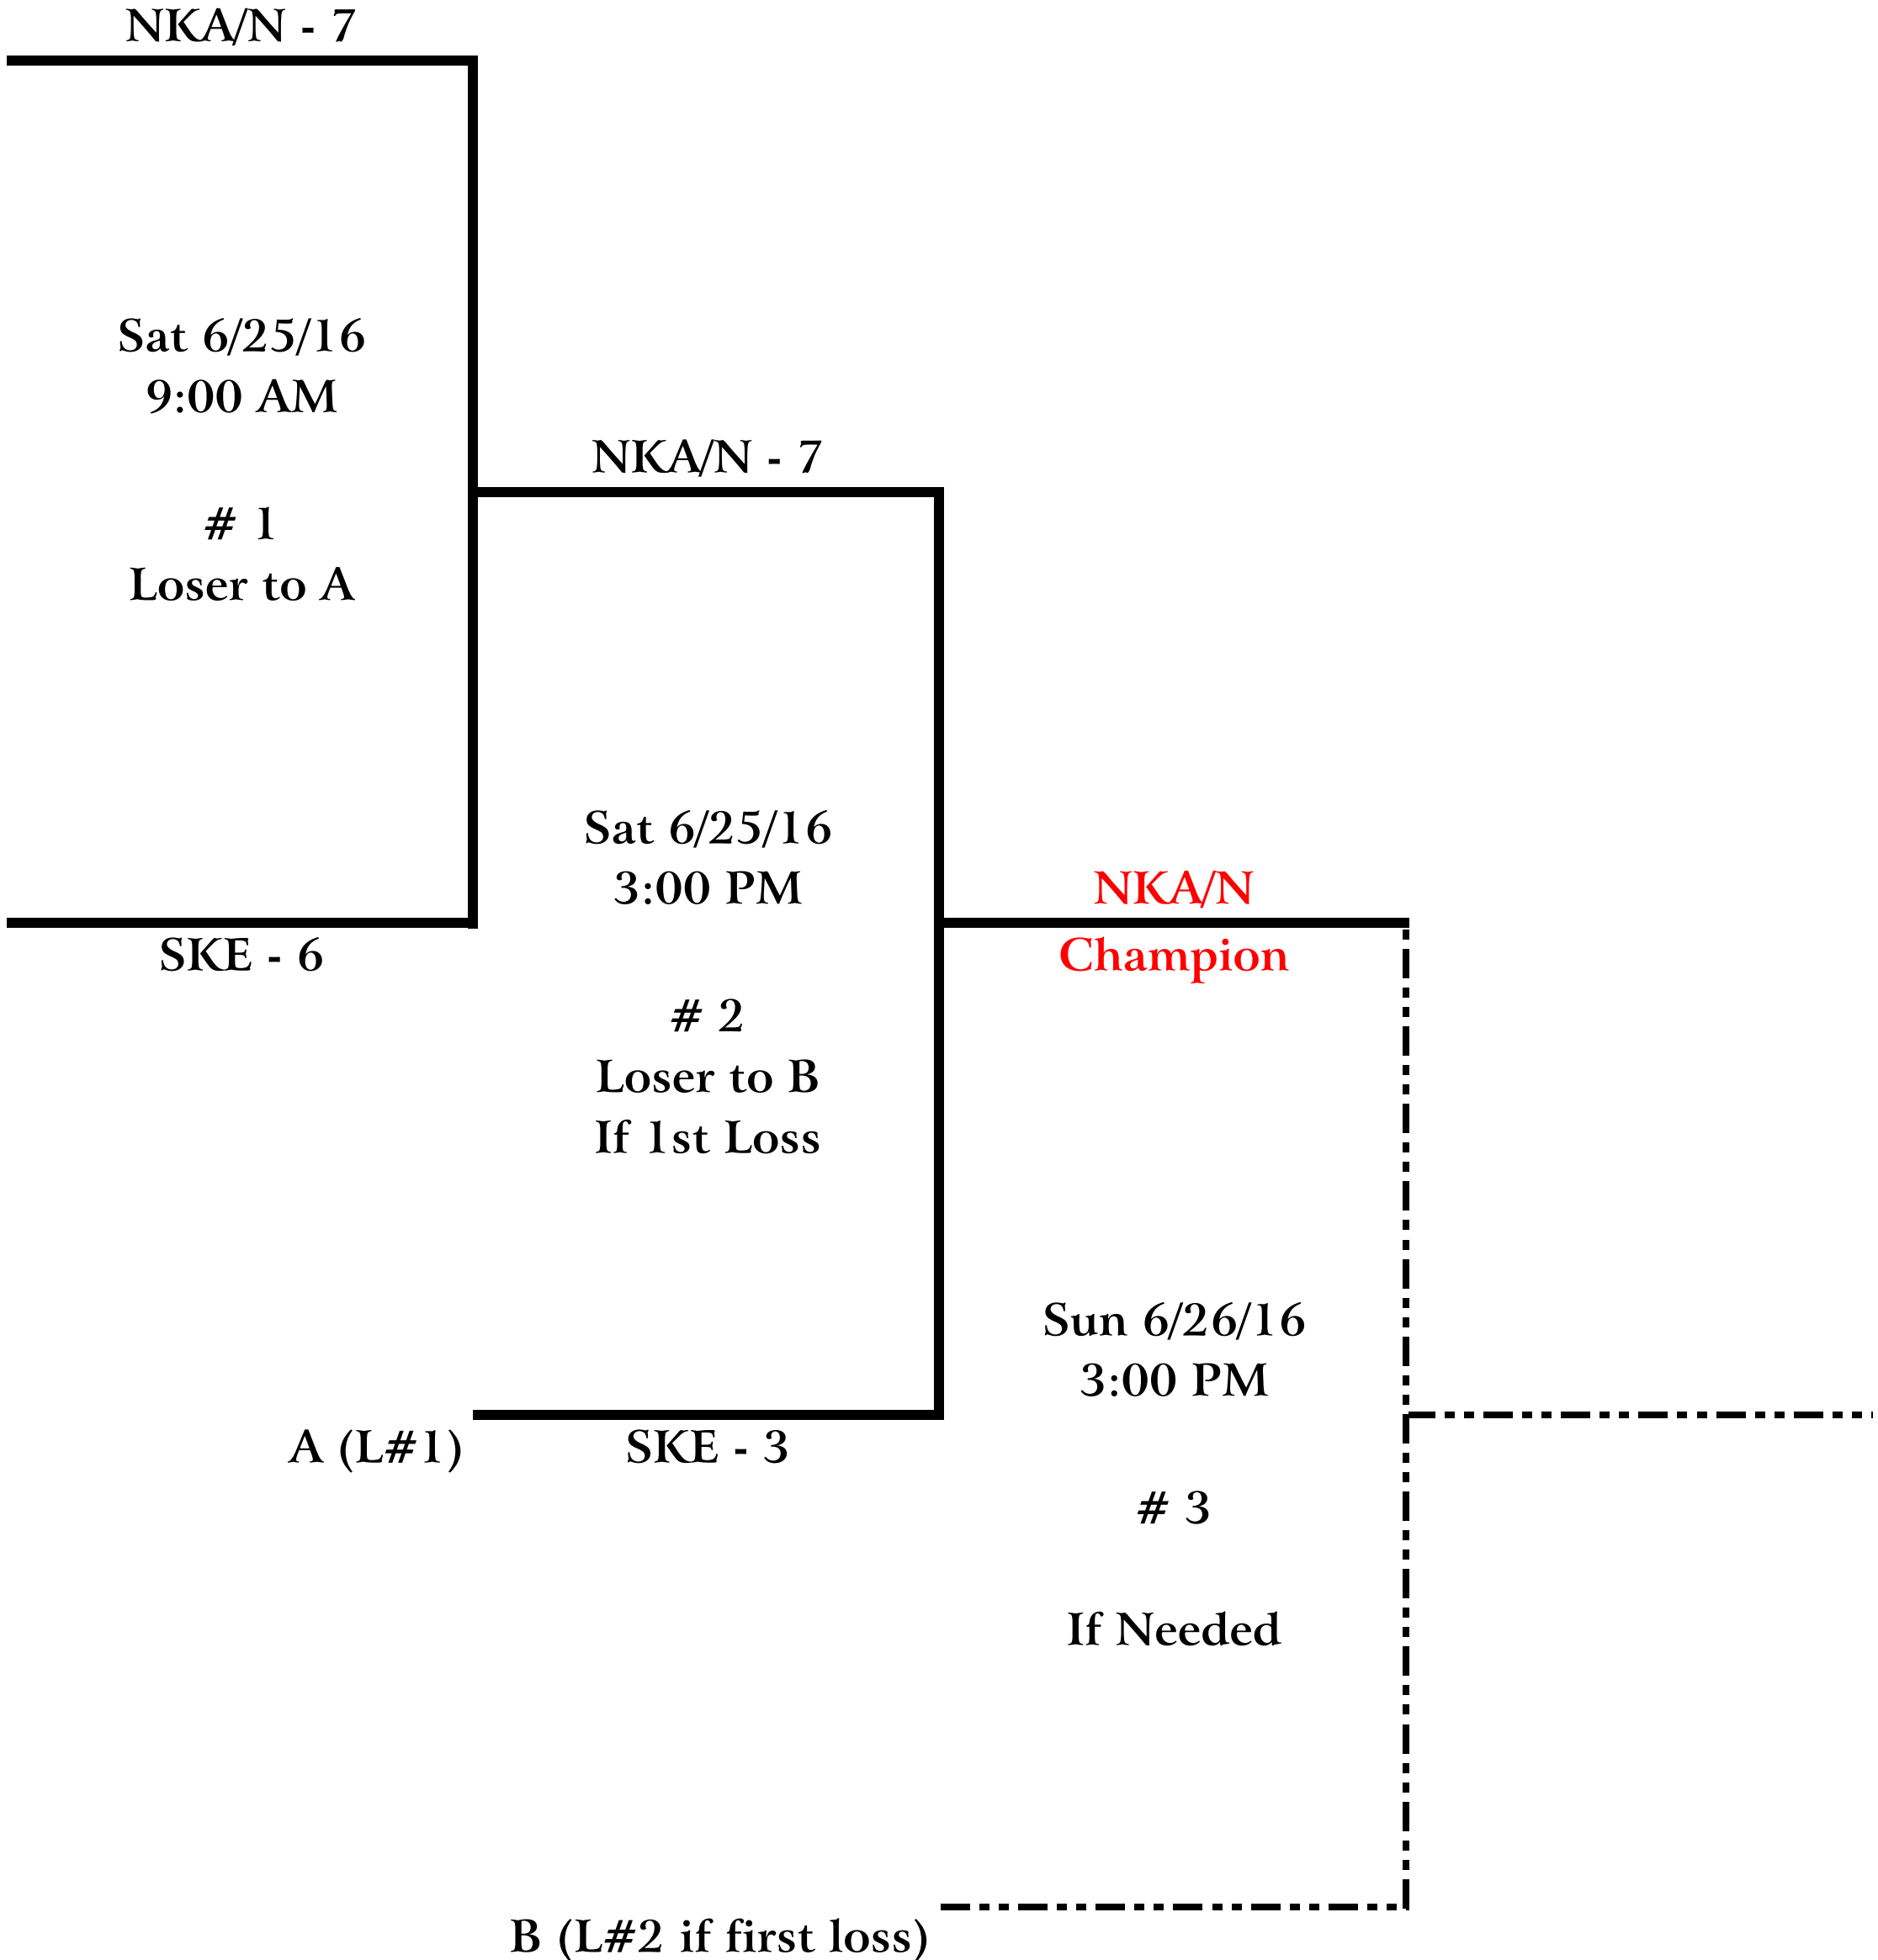 NKA/N - 7
Sat 6/25/16
9:00 AM
# 1
Loser to A
SKE - 6
NKA/N - 7
Sat 6/25/16
3:00 PM
# 2
Loser to B
If 1st Loss
A (L#1)
SKE - 3
NKA/N
Champion
Sun 6/26/16
3:00 PM
# 3
If Needed
B (L#2 if first loss)